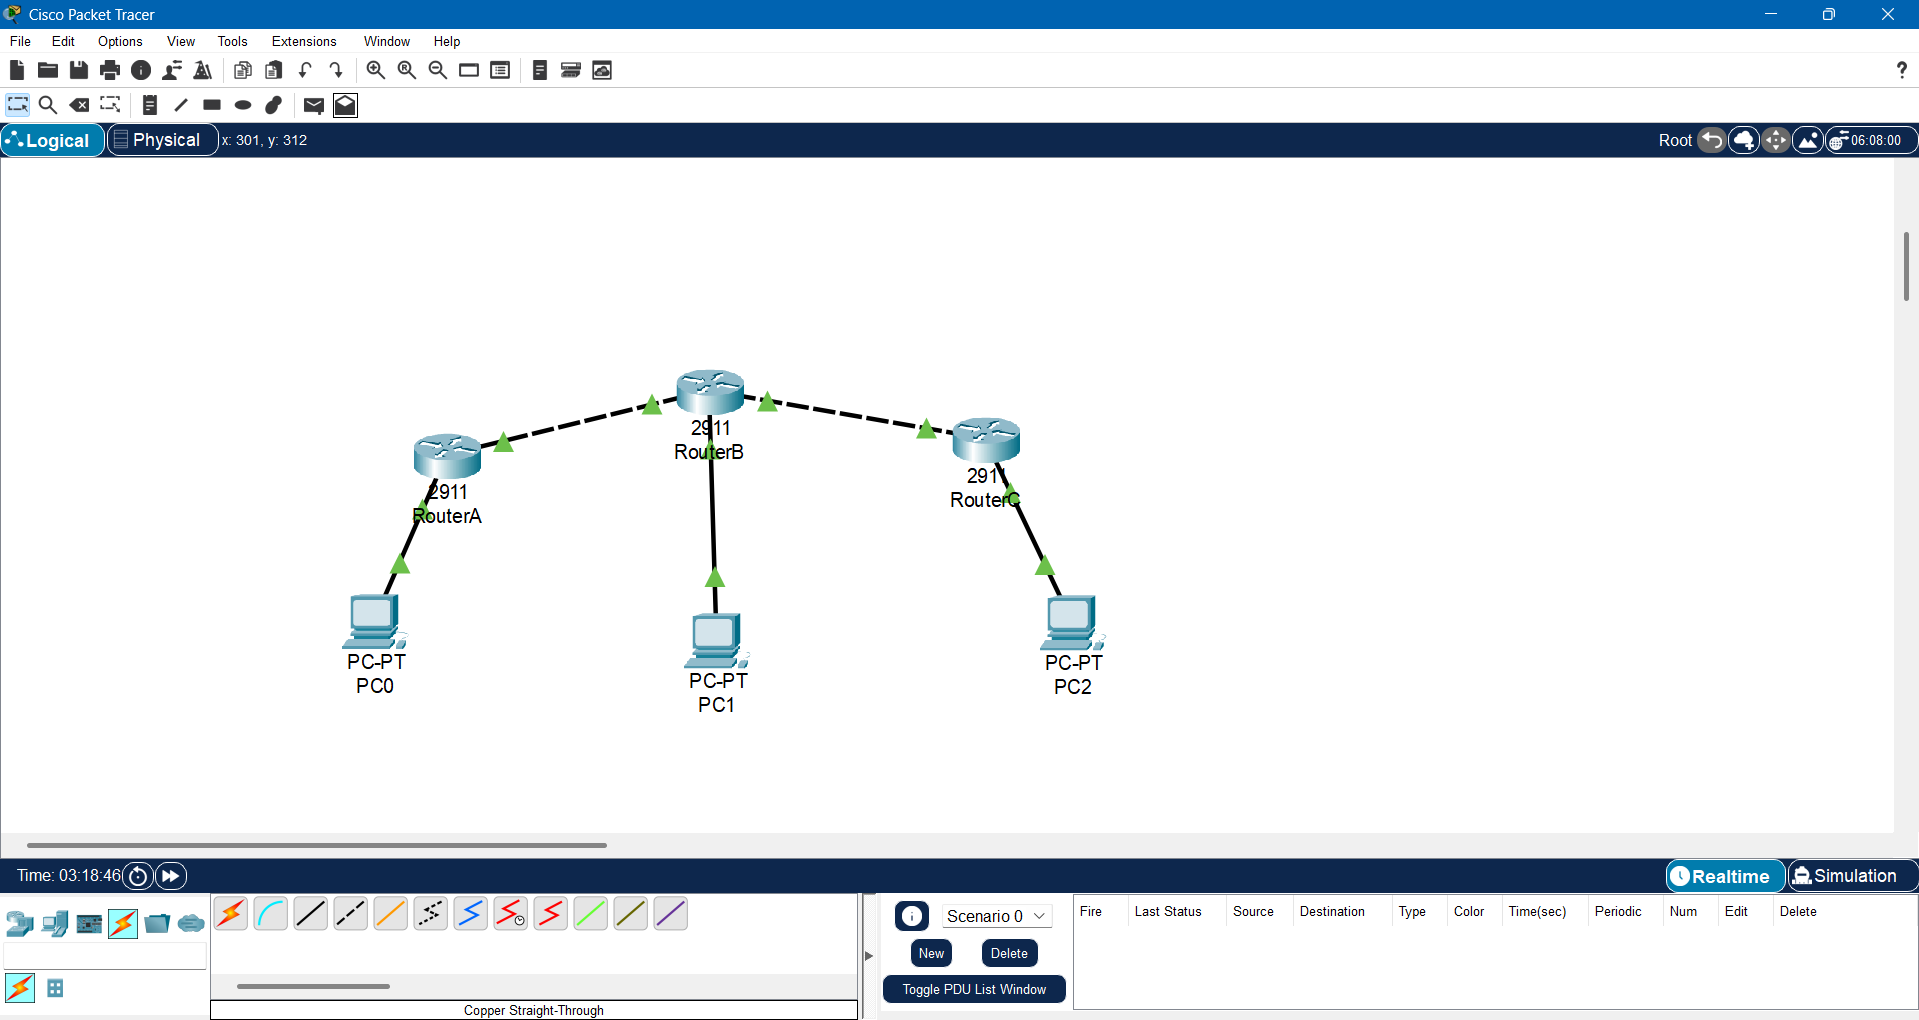 Cisco Packet Tracer
File Edit Options View Tools Extensions Window Help
?
Logical Physical x: 301, y: 312 Root 06:08:00
2911
RouterB
2911
RouterC
2911
RouterA
PC-PT
PC0
PC-PT
PC1
PC-PT
PC2
Time: 03:18:46 Realtime Simulation
Scenario 0
New Delete
Toggle PDU List Window
Fire Last Status Source Destination Type Color Time(sec) Periodic Num Edit Delete
Copper Straight-Through